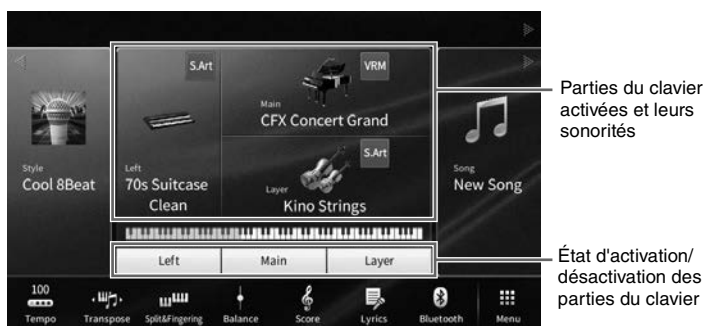 S.Art
VRM
Main
CFX Concert Grand
Style
Cool 8Beat
Left
70s Suitcase
Clean
S.Art
Layer
Kino Strings
Song
New Song
Left
Main
Layer
100
Tempo
Transpose
Split&Fingering
Balance
Score
Lyrics
Bluetooth
Menu
Parties du clavier
activées et leurs
sonorités
État d'activation/
désactivation des
parties du clavier